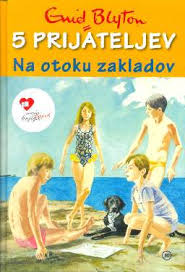 Enid Blyton
5 PRIJATELJEV
Na otoku zakladov